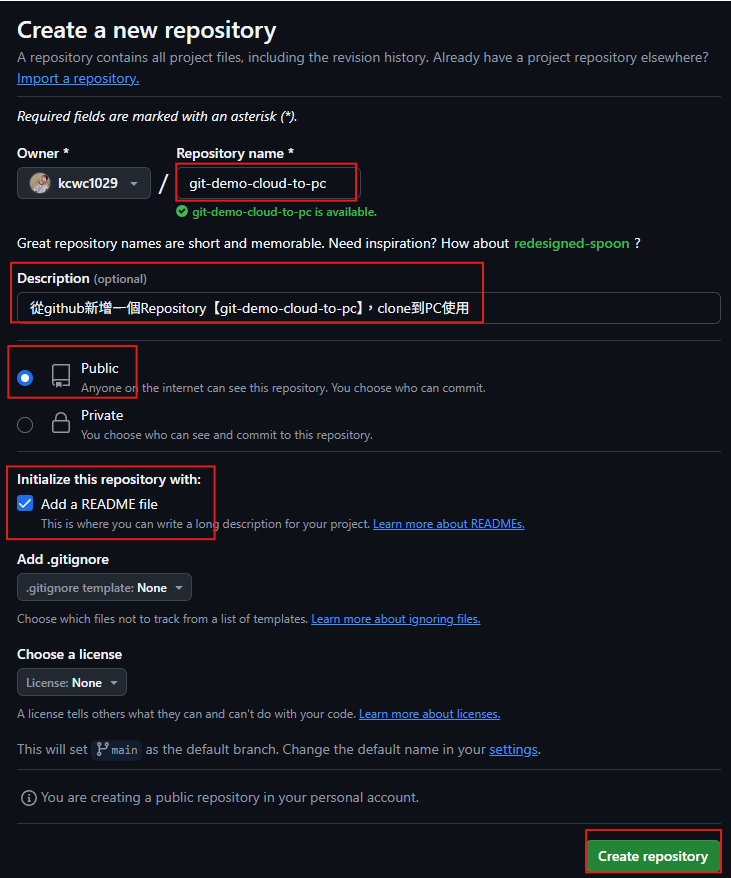 Create a new repository
A repository contains all project files, including the revision history. Already have a project repository elsewhere?
Import a repository.
Required fields are marked with an asterisk (*).
Owner *
Repository name *
kcwc1029
/
git-demo-cloud-to-pc
git-demo-cloud-to-pc is available.
Great repository names are short and memorable. Need inspiration? How about redesigned-spoon ?
Description (optional)
從github新增一個Repository【git-demo-cloud-to-pc】，clone到PC使用
Public
Anyone on the internet can see this repository. You choose who can commit.
Private
You choose who can see and commit to this repository.
Initialize this repository with:
Add a README file
This is where you can write a long description for your project. Learn more about READMEs.
Add .gitignore
.gitignore template: None
Choose which files not to track from a list of templates. Learn more about ignoring files.
Choose a license
License: None
A license tells others what they can and can't do with your code. Learn more about licenses.
This will set main as the default branch. Change the default name in your settings.
You are creating a public repository in your personal account.
Create repository